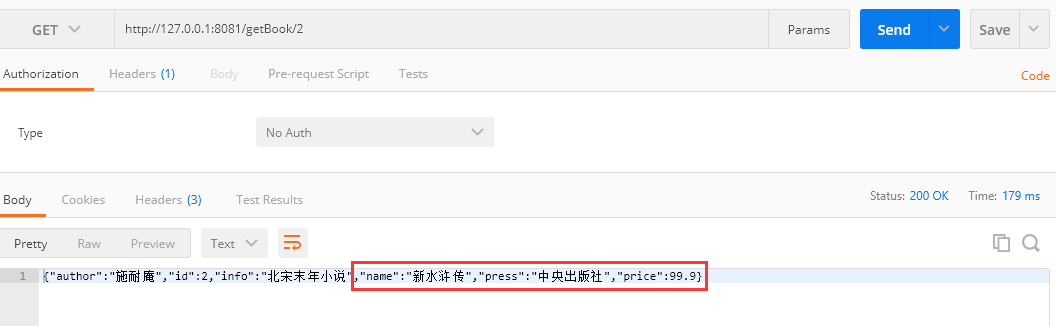 GET http://127.0.0.1:8081/getBook/2 Params Send Save
Authorization Headers (1) Body Pre-request Script Tests Code
Type No Auth
Body Cookies Headers (3) Test Results Status: 200 OK Time: 179 ms
Pretty Raw Preview Text
1 {"author":"施耐庵","id":2,"info":"北宋末年小说","name":"新水浒传","press":"中央出版社","price":99.9}